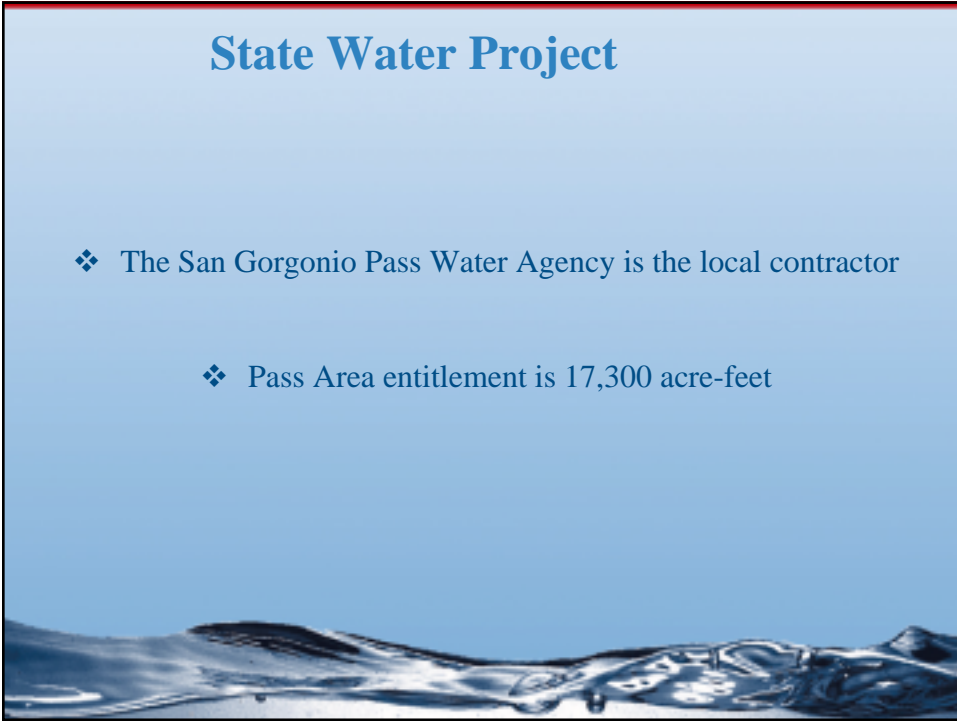 State Water Project
❖ The San Gorgonio Pass Water Agency is the local contractor
❖ Pass Area entitlement is 17,300 acre-feet